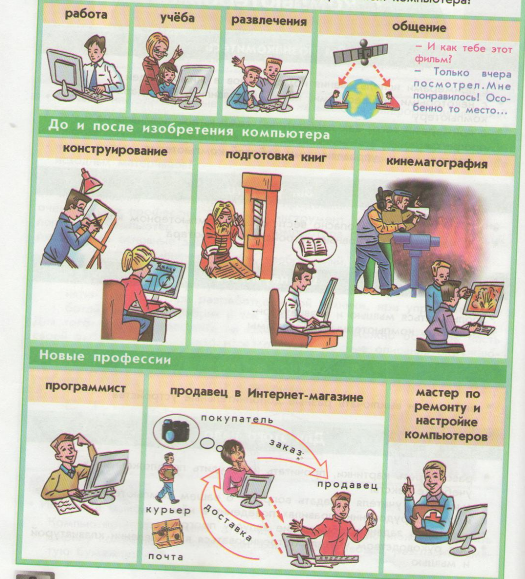 компьютера?
работа
учёба
развлечения
общение
– И как тебе этот
фильм?
– Только вчера
посмотрел. Мне
понравилось! Осо-
бенно то место...
До и после изобретения компьютера
конструирование
подготовка книг
кинематография
Новые профессии
программист
продавец в Интернет-магазине
мастер по
ремонту и
настройке
компьютеров
покупатель
заказ
продавец
курьер
доставка
почта